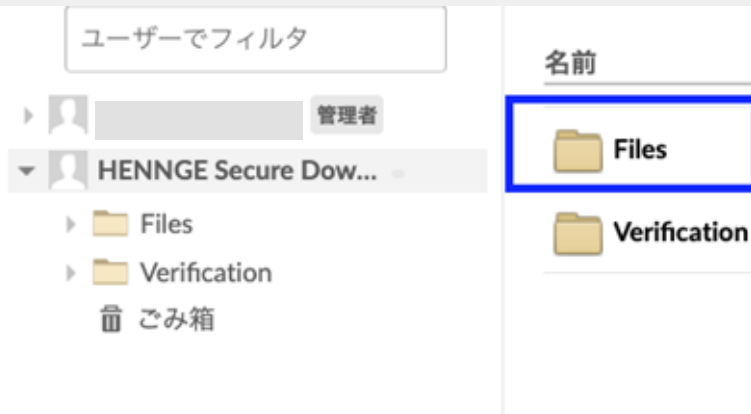 ユーザーでフィルタ
管理者
HENNGE Secure Dow...
Files
Verification
ごみ箱
名前
Files
Verification